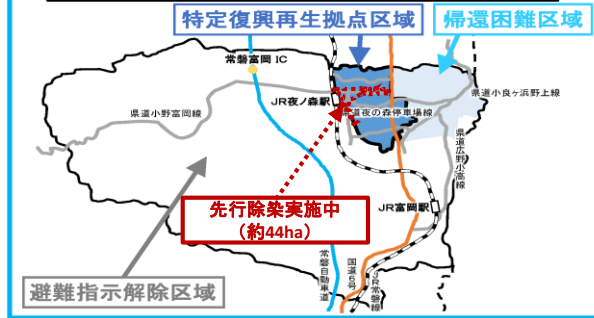 特定復興再生拠点区域
帰還困難区域
常磐富岡 IC
JR夜ノ森駅
県道小良ヶ浜野上線
県道小野富岡線
県道夜の森停車場線
県道広野小高線
先行除染実施中
（約44ha）
JR富岡駅
避難指示解除区域
常磐自動車道
国道6号
JR常磐線